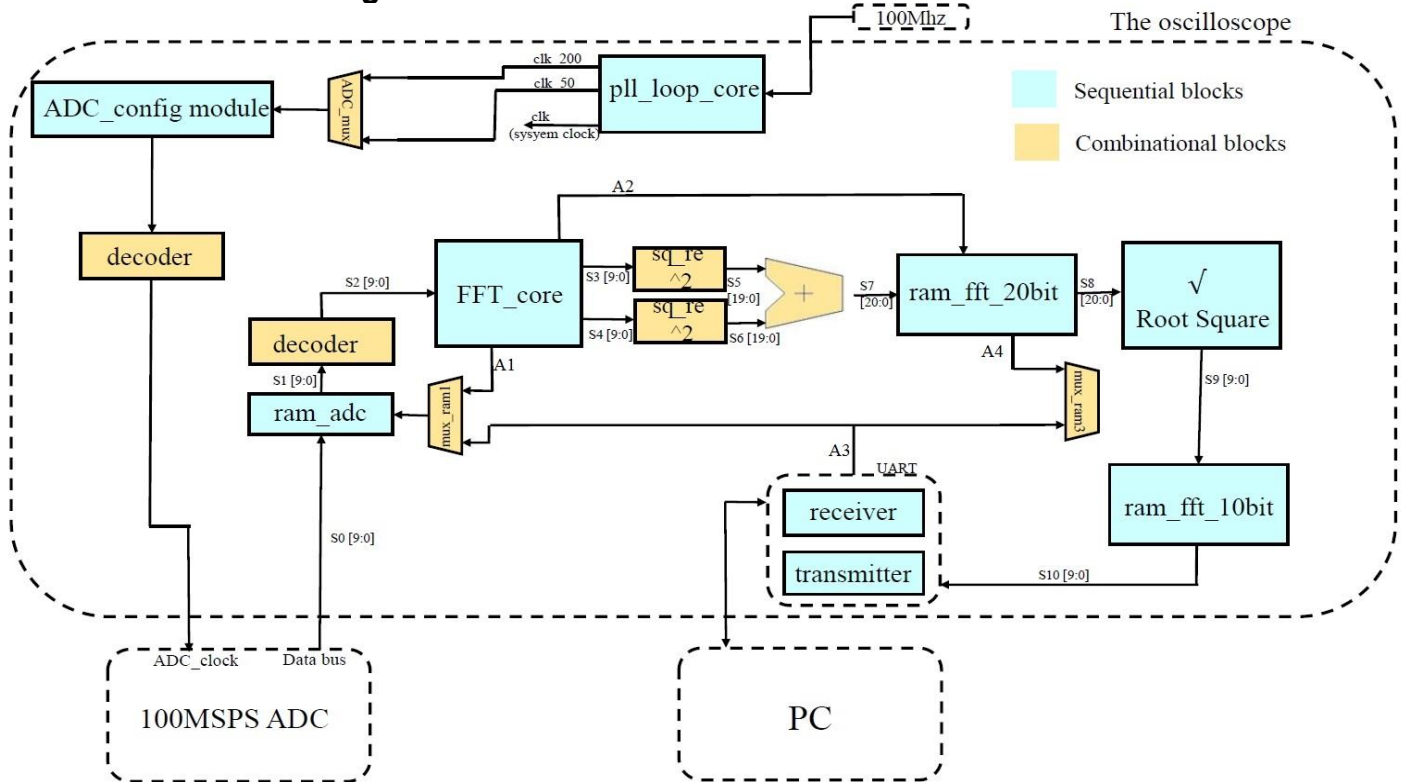 100Mhz
The oscilloscope
clk_200
clk_50
clk
(sysyem clock)
pll_loop_core
ADC_mux
ADC_config module
Sequential blocks
Combinational blocks
decoder
A2
S2 [9:0]
FFT_core
S3 [9:0]
S4 [9:0]
sq_re
^2
sq_re
^2
S5
[19:0]
S6 [19:0]
+
S7
[20:0]
ram_fft_20bit
S8
[20:0]
√
Root Square
decoder
S1 [9:0]
ram_adc
A1
mux_ram1
A4
mux_ram3
S9 [9:0]
A3
UART
receiver
transmitter
ram_fft_10bit
S10 [9:0]
S0 [9:0]
ADC_clock
Data bus
100MSPS ADC
PC